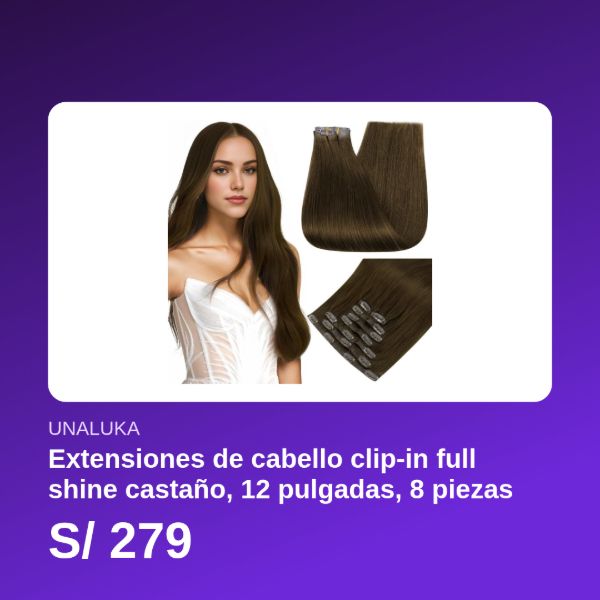 UNALUKA
Extensiones de cabello clip-in full
shine castaño, 12 pulgadas, 8 piezas
S/ 279